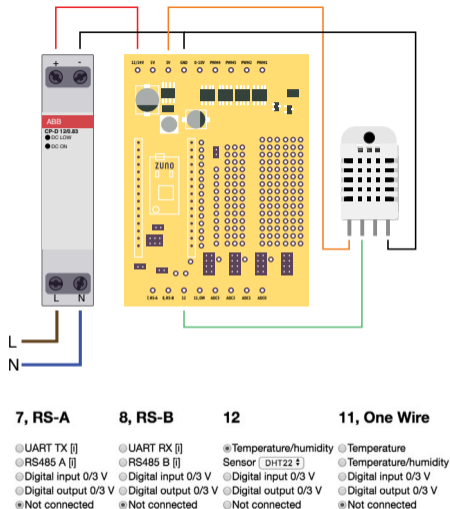 + -
12/24V 5V 3V GND 0-10V PWM4 PWM3 PWM2 PWM1
ABB
CP-D 12/0.83
DC LOW
DC ON
ZUNO
L N
7, RS-A 8, RS-B 12 11, OW ADC3 ADC2 ADC1 ADC0
L
N
7, RS-A 8, RS-B 12 11, One Wire
UART TX [i] UART RX [i] Temperature/humidity Temperature
RS485 A [i] RS485 B [i] Sensor DHT22 Temperature/humidity
Digital input 0/3 V Digital input 0/3 V Digital input 0/3 V Digital input 0/3 V
Digital output 0/3 V Digital output 0/3 V Digital output 0/3 V Digital output 0/3 V
Not connected Not connected Not connected Not connected